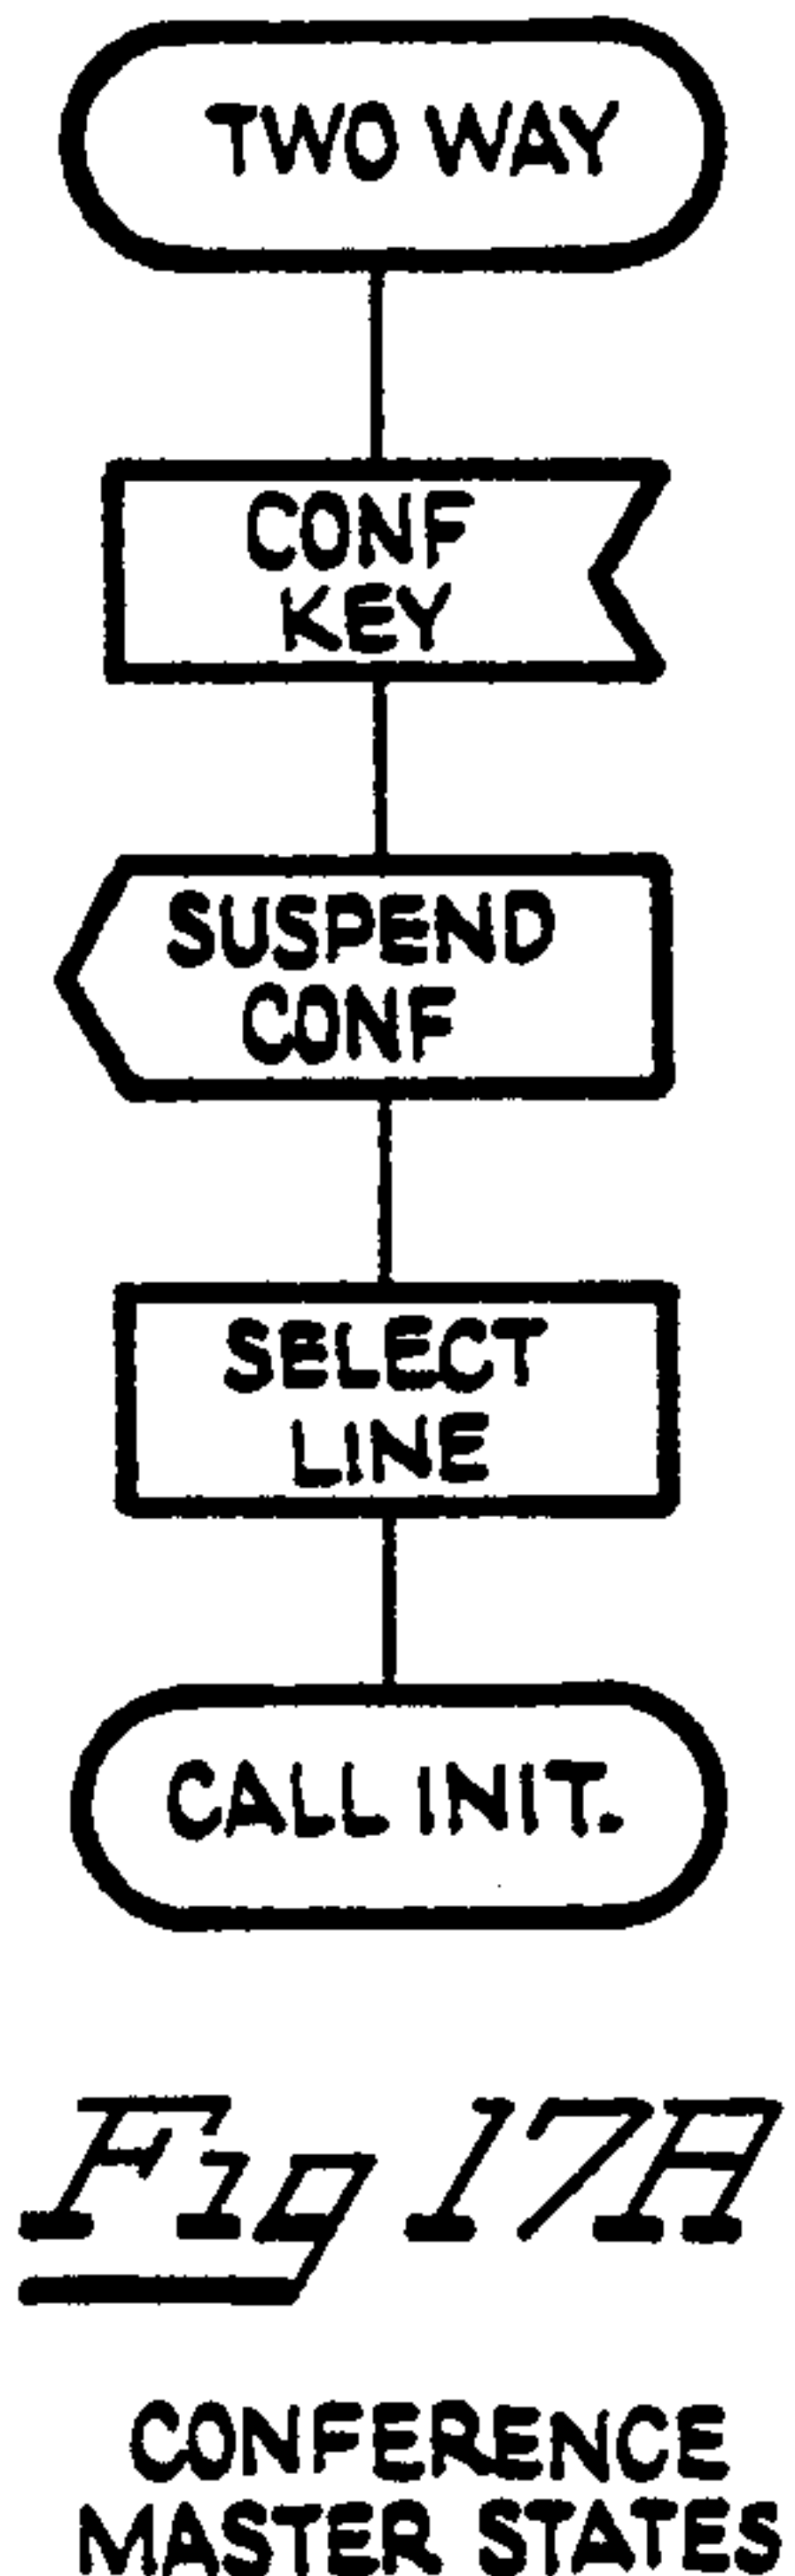 TWO WAY
CONF
KEY
SUSPEND
CONF
SELECT
LINE
CALL INIT.
Fig 17A
CONFERENCE
MASTER STATES